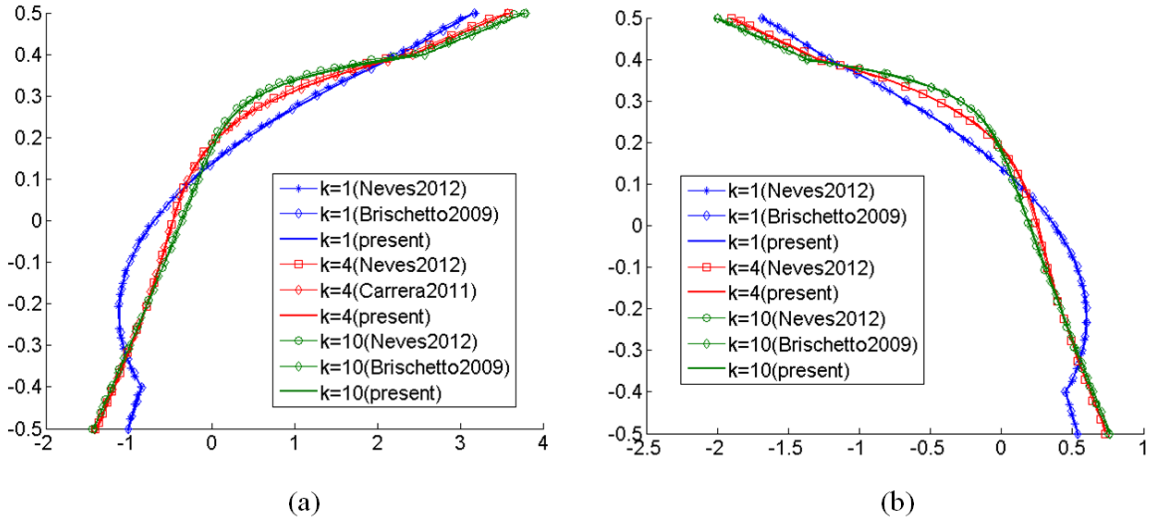 0.5
0.4
0.3
0.2
0.1
0
-0.1
-0.2
-0.3
-0.4
-0.5
-2
-1
0
1
2
3
4
k=1(Neves2012)
k=1(Brischetto2009)
k=1(present)
k=4(Neves2012)
k=4(Carrera2011)
k=4(present)
k=10(Neves2012)
k=10(Brischetto2009)
k=10(present)
(a)
0.5
0.4
0.3
0.2
0.1
0
-0.1
-0.2
-0.3
-0.4
-0.5
-2.5
-2
-1.5
-1
-0.5
0
0.5
1
k=1(Neves2012)
k=1(Brischetto2009)
k=1(present)
k=4(Neves2012)
k=4(present)
k=10(Neves2012)
k=10(Brischetto2009)
k=10(present)
(b)